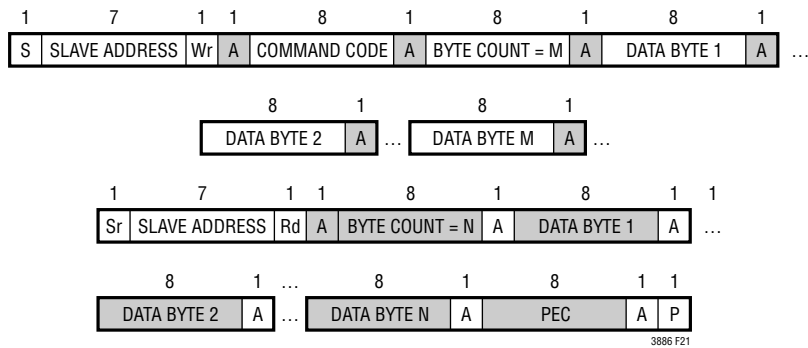 1 7 1 1 8 1 8 1 8 1
S SLAVE ADDRESS Wr A COMMAND CODE A BYTE COUNT = M A DATA BYTE 1 A …
8 1 8 1
DATA BYTE 2 A … DATA BYTE M A …
1 7 1 1 8 1 8 1 1
Sr SLAVE ADDRESS Rd A BYTE COUNT = N A DATA BYTE 1 A …
8 1 … 8 1 8 1 1
DATA BYTE 2 A … DATA BYTE N A PEC A P
3886 F21